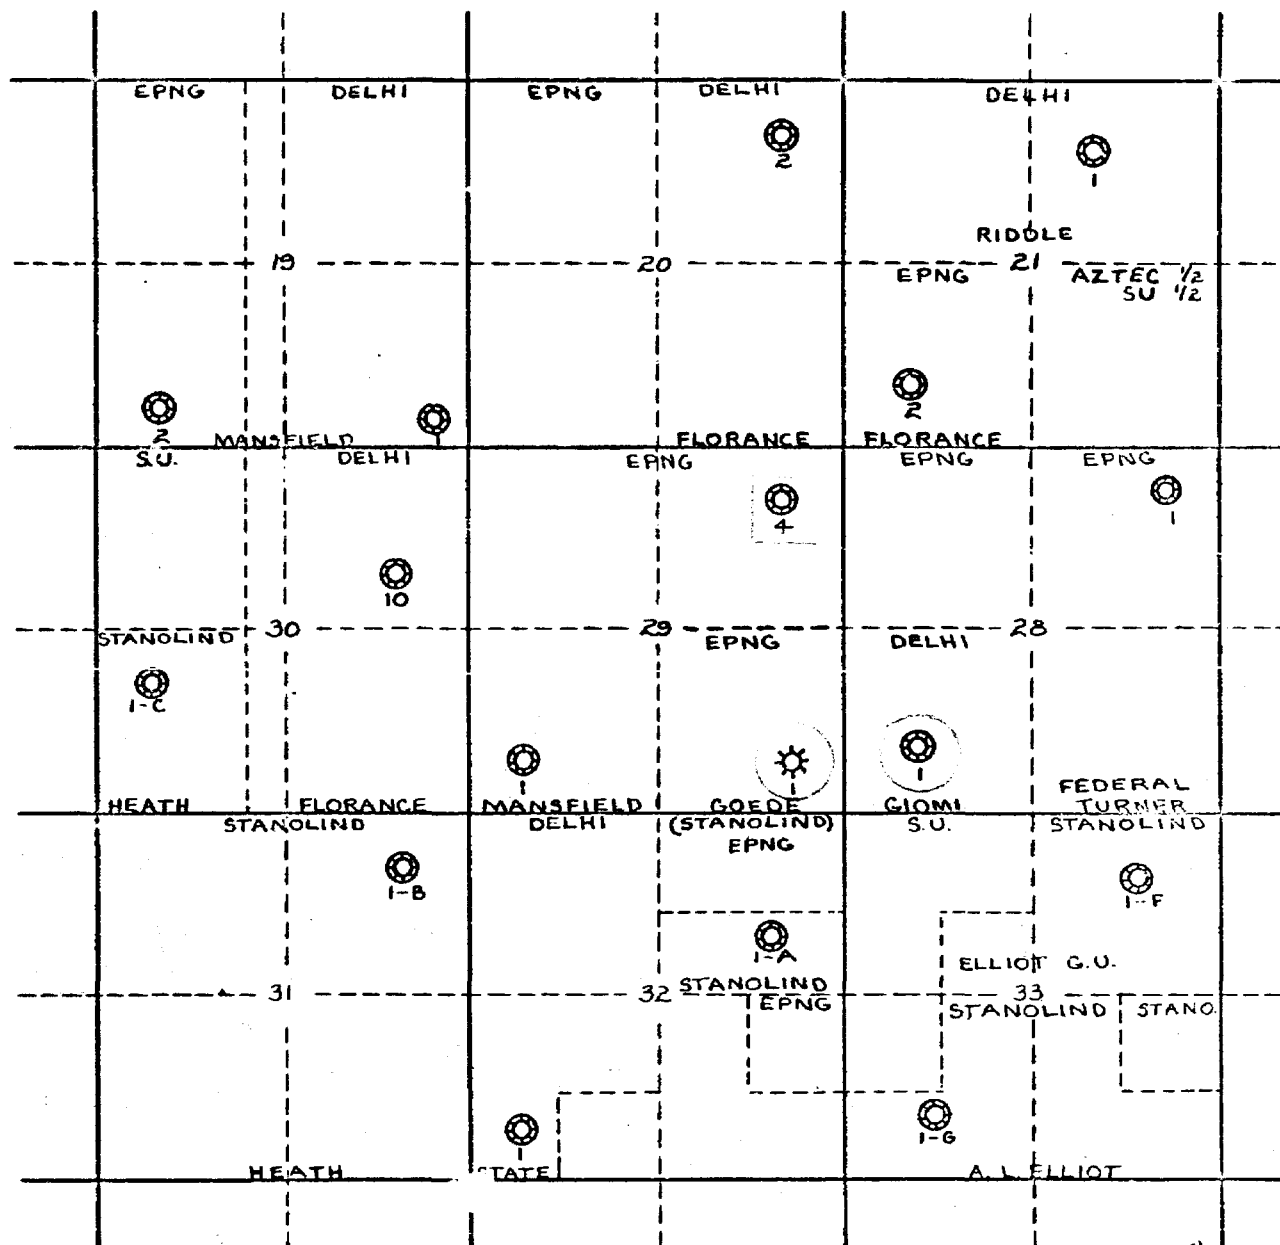 EPNG DELHI EPNG DELHI DELHI
2
1
RIDDLE
19 20 21
EPNG AZTEC 1/2
SU 1/2
2 1 2
MANSFIELD FLORANCE FLORANCE
S.U. DELHI EPNG EPNG EPNG
4 1
10
STANOLIND 30 29 28
EPNG DELHI
1-C
1 1 1
FEDERAL
HEATH FLORANCE MANSFIELD GOEDE GIOMI TURNER
STANOLIND DELHI (STANOLIND) S.U. STANOLIND
EPNG
1-B 1-F
1-A
ELLIOT G.U.
STANOLIND
31 32 33
EPNG STANOLIND STANO.
1 1-G
HEATH STATE A. L. ELLIOT